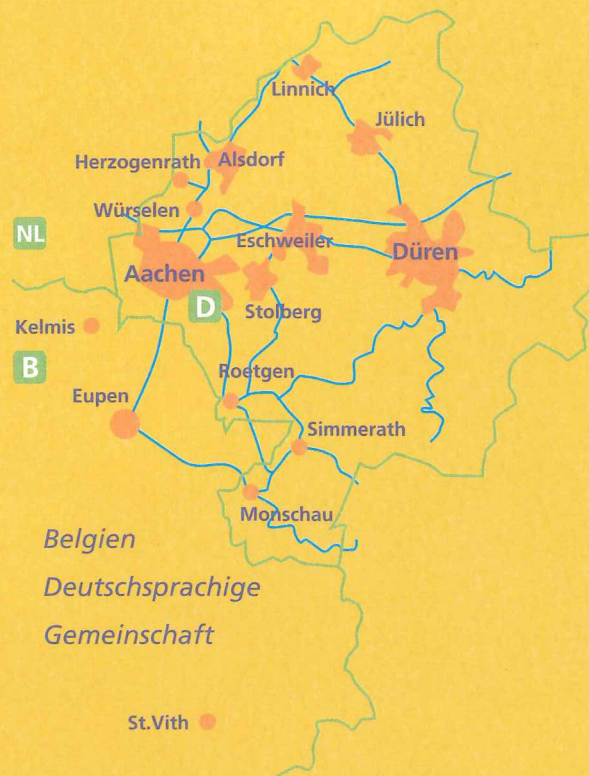 Linnich
Jülich
Herzogenrath
Alsdorf
Würselen
NL
Eschweiler
Düren
Aachen
D
Stolberg
Kelmis
B
Roetgen
Eupen
Simmerath
Monschau
Belgien
Deutschsprachige
Gemeinschaft
St.Vith